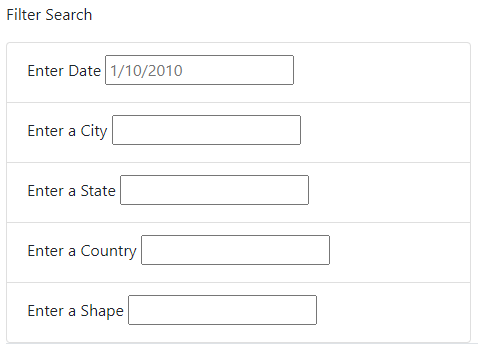 Filter Search
Enter Date 1/10/2010
Enter a City
Enter a State
Enter a Country
Enter a Shape